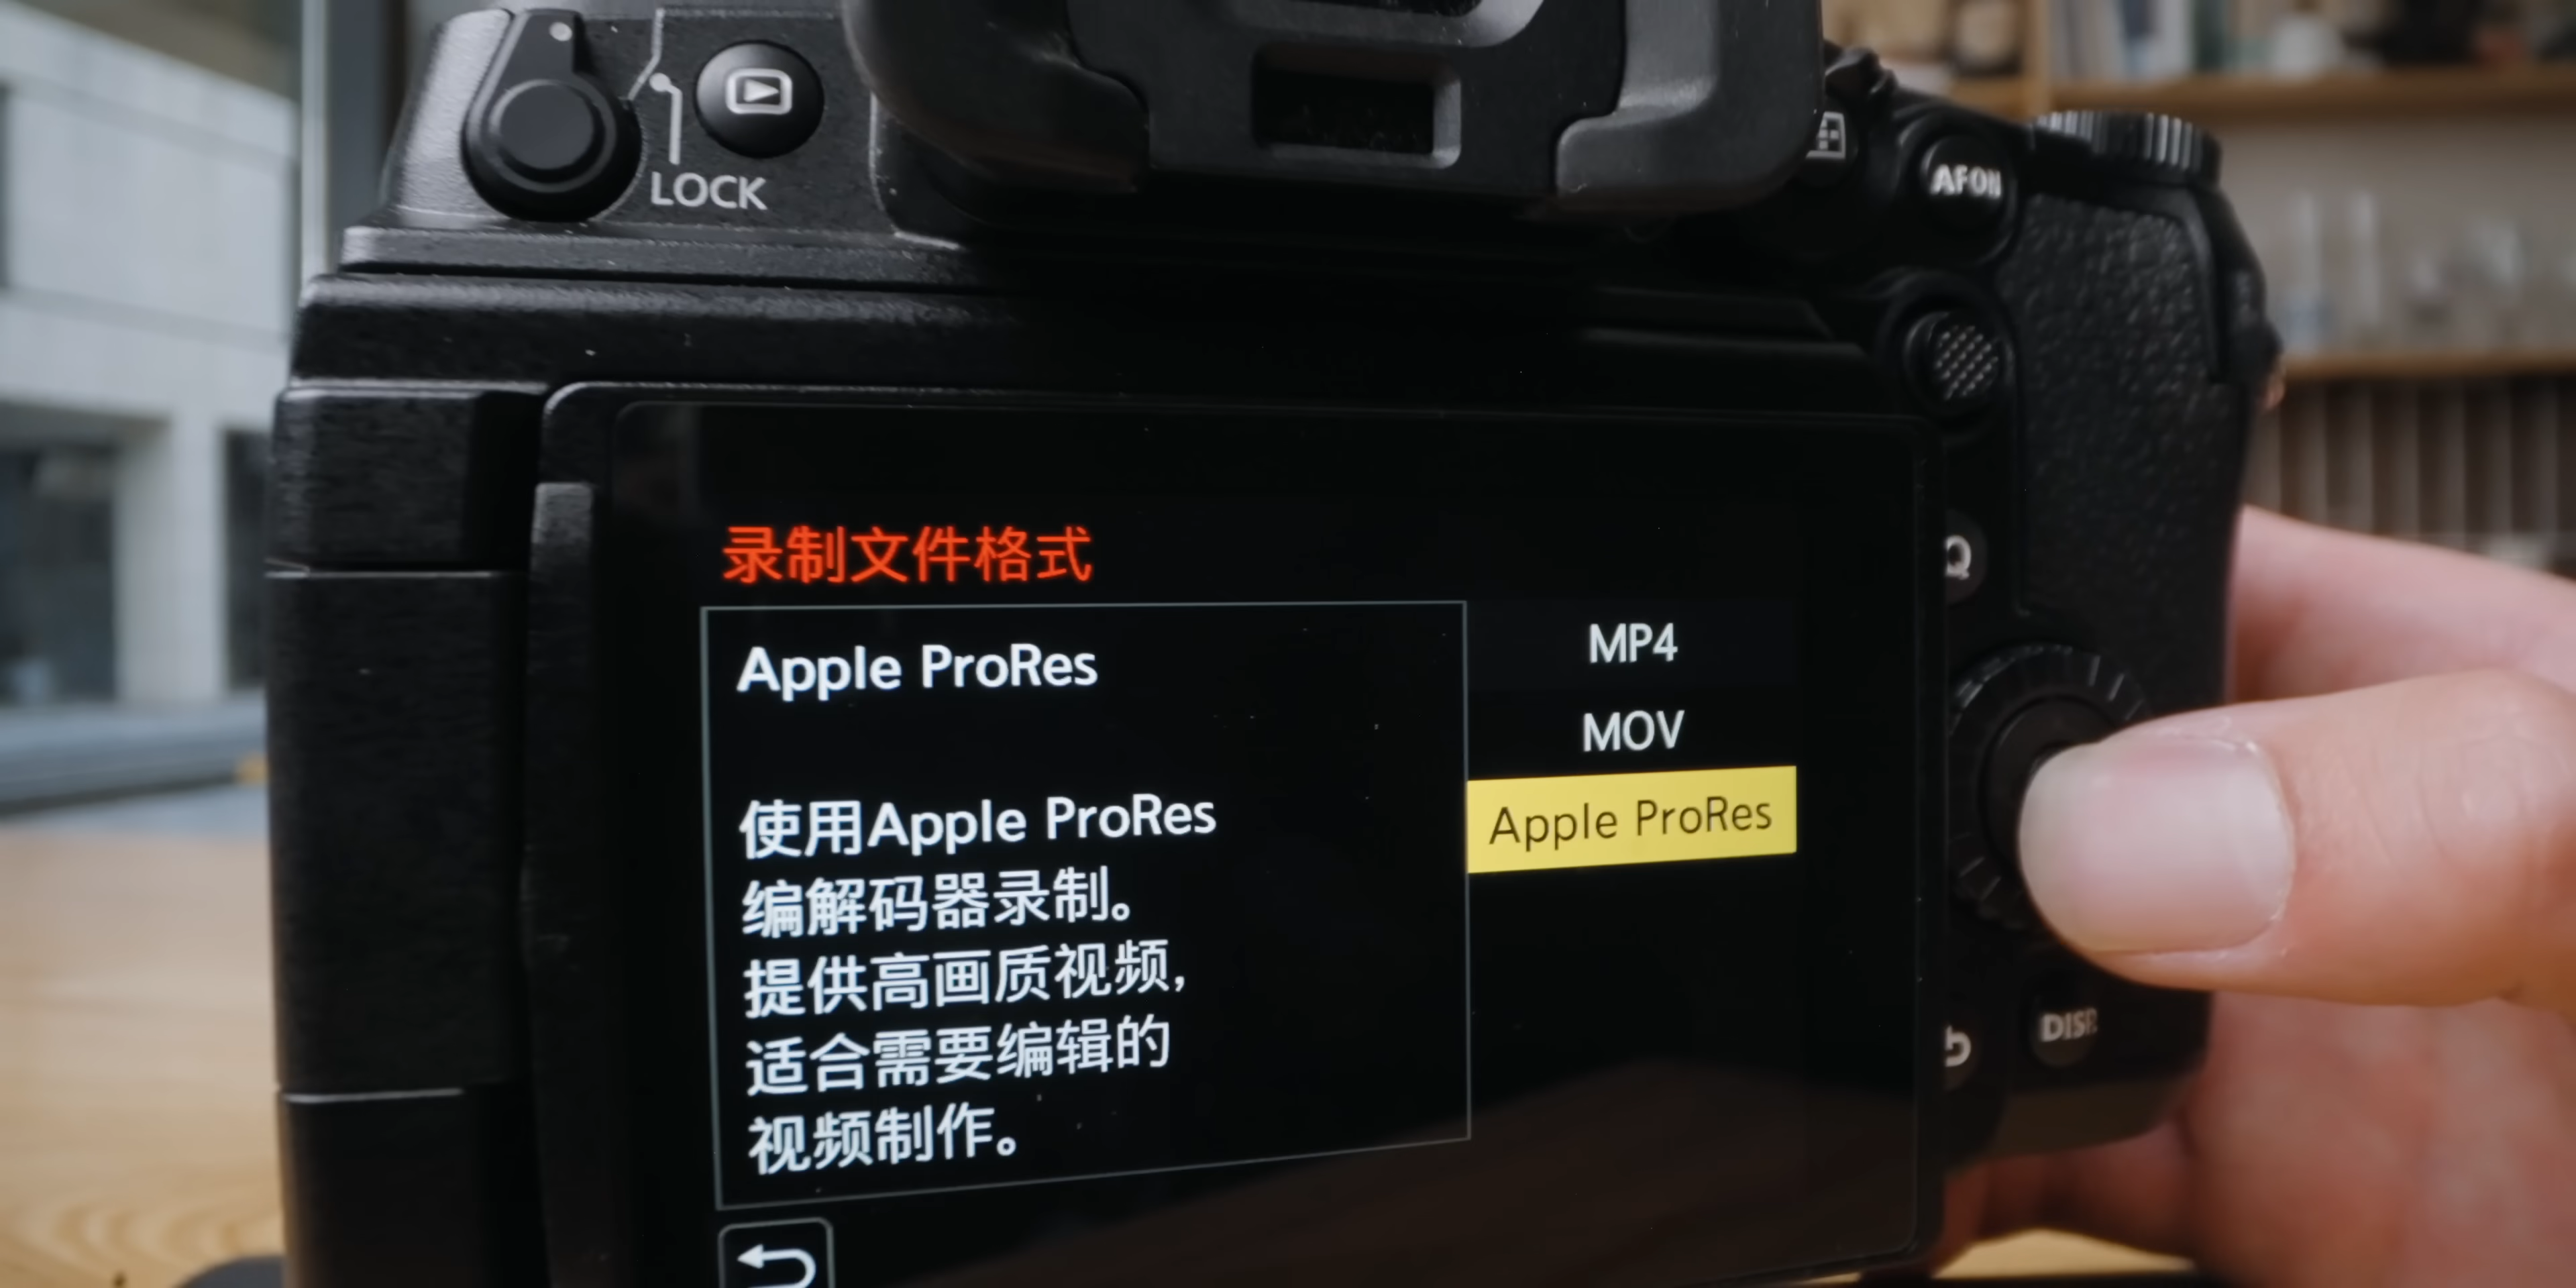 LOCK
AF ON
录制文件格式
Apple ProRes
使用Apple ProRes
编解码器录制。
提供高画质视频,
适合需要编辑的
视频制作。
MP4
MOV
Apple ProRes
Q
DISP.